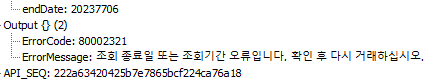 endDate: 20237706
Output {} (2)
ErrorCode: 80002321
ErrorMessage: 조회 종료일 또는 조회기간 오류입니다. 확인 후 다시 거래하십시오.
API_SEQ: 222a63420425b7e7865bcf224ca76a18